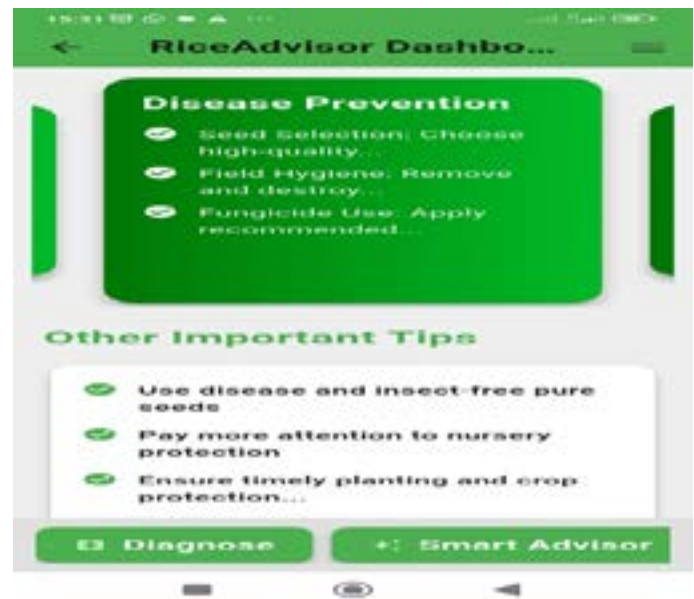 15:31
RiceAdvisor Dashbo...
Disease Prevention
Seed Selection: Choose
high-quality...
Field Hygiene: Remove
and destroy...
Fungicide Use: Apply
recommended...
Other Important Tips
Use disease and insect-free pure
seeds
Pay more attention to nursery
protection
Ensure timely planting and crop
protection...
Diagnose
Smart Advisor